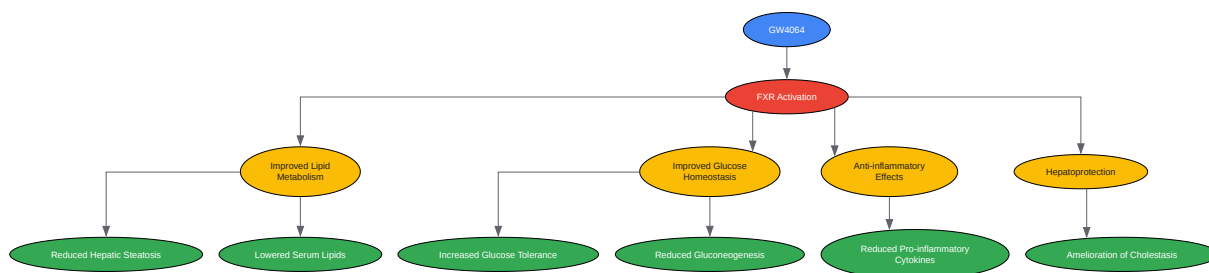 GW4064
FXR Activation
Improved Lipid
Metabolism
Improved Glucose
Homeostasis
Anti-inflammatory
Effects
Hepatoprotection
Reduced Hepatic Steatosis
Lowered Serum Lipids
Increased Glucose Tolerance
Reduced Gluconeogenesis
Reduced Pro-inflammatory
Cytokines
Amelioration of Cholestasis